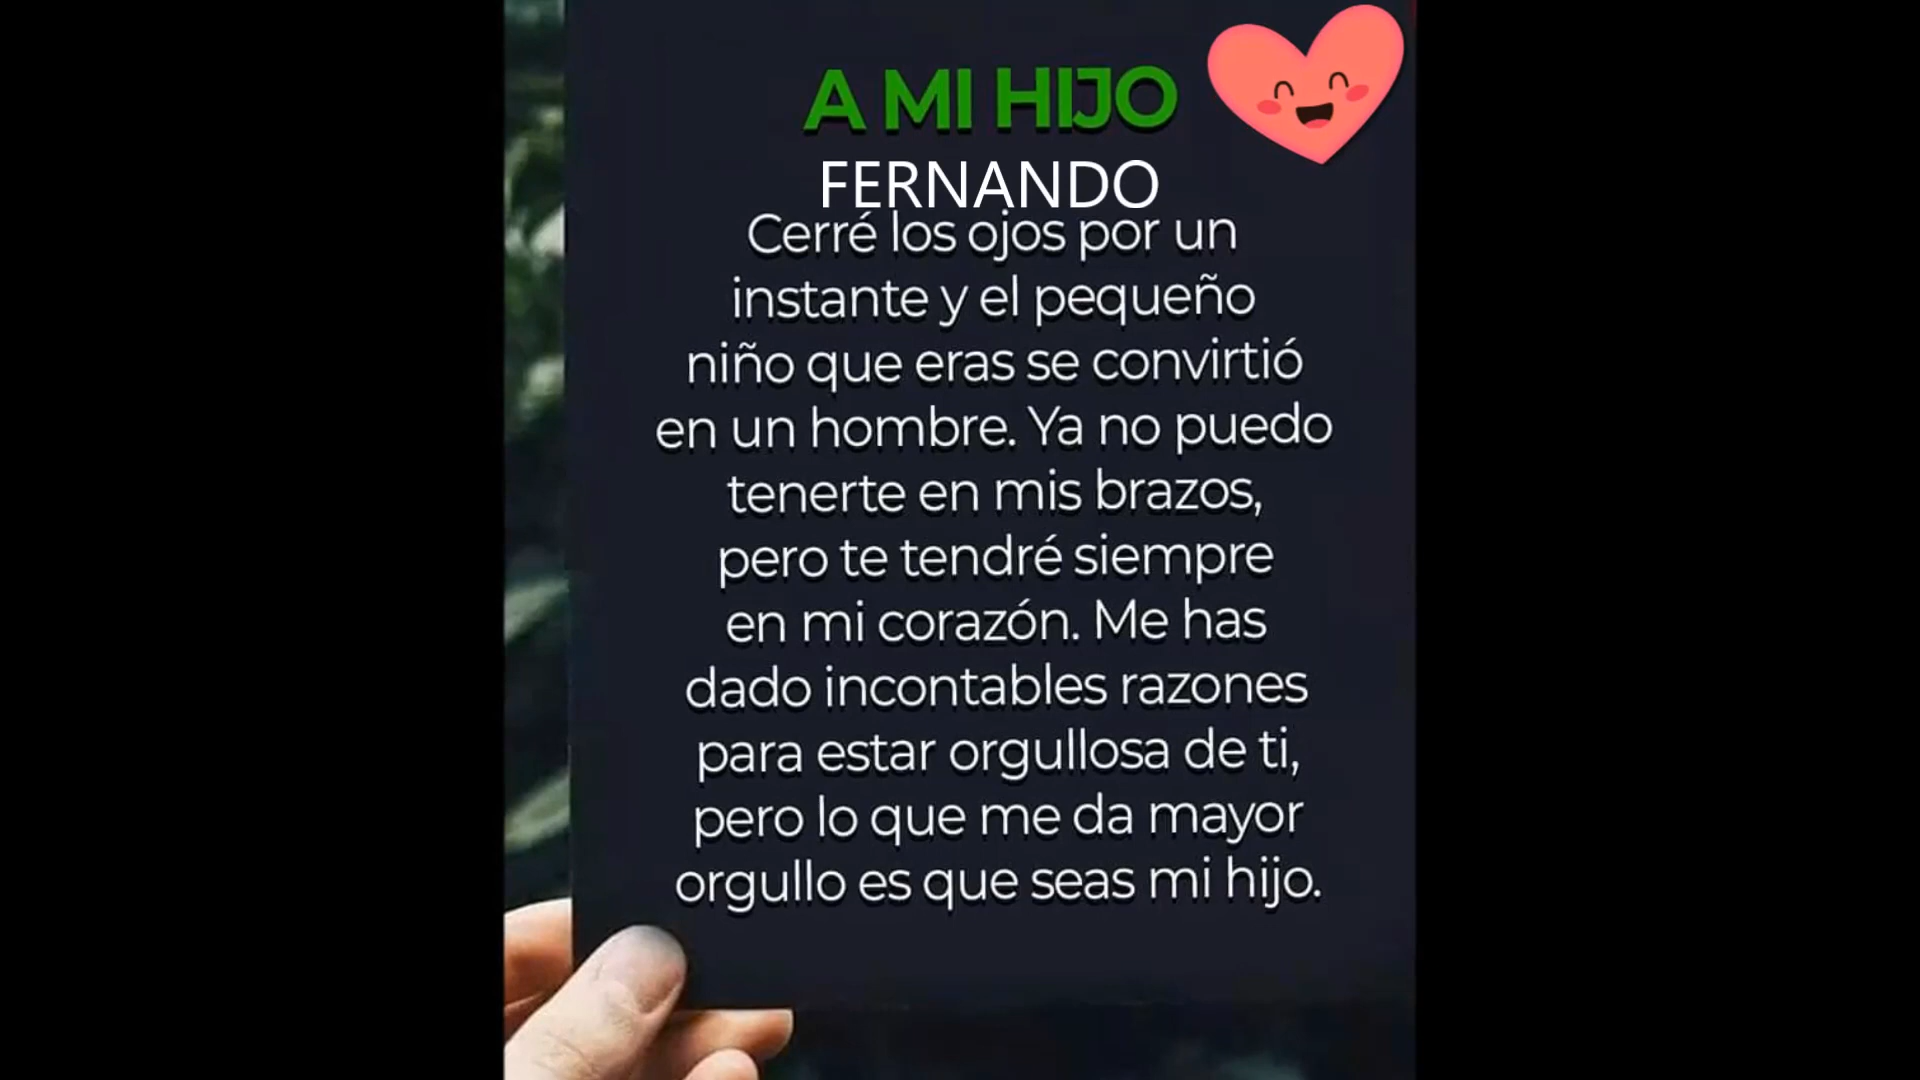 A MI HIJO
FERNANDO
Cerré los ojos por un
instante y el pequeño
niño que eras se convirtió
en un hombre. Ya no puedo
tenerte en mis brazos,
pero te tendré siempre
en mi corazón. Me has
dado incontables razones
para estar orgullosa de ti,
pero lo que me da mayor
orgullo es que seas mi hijo.